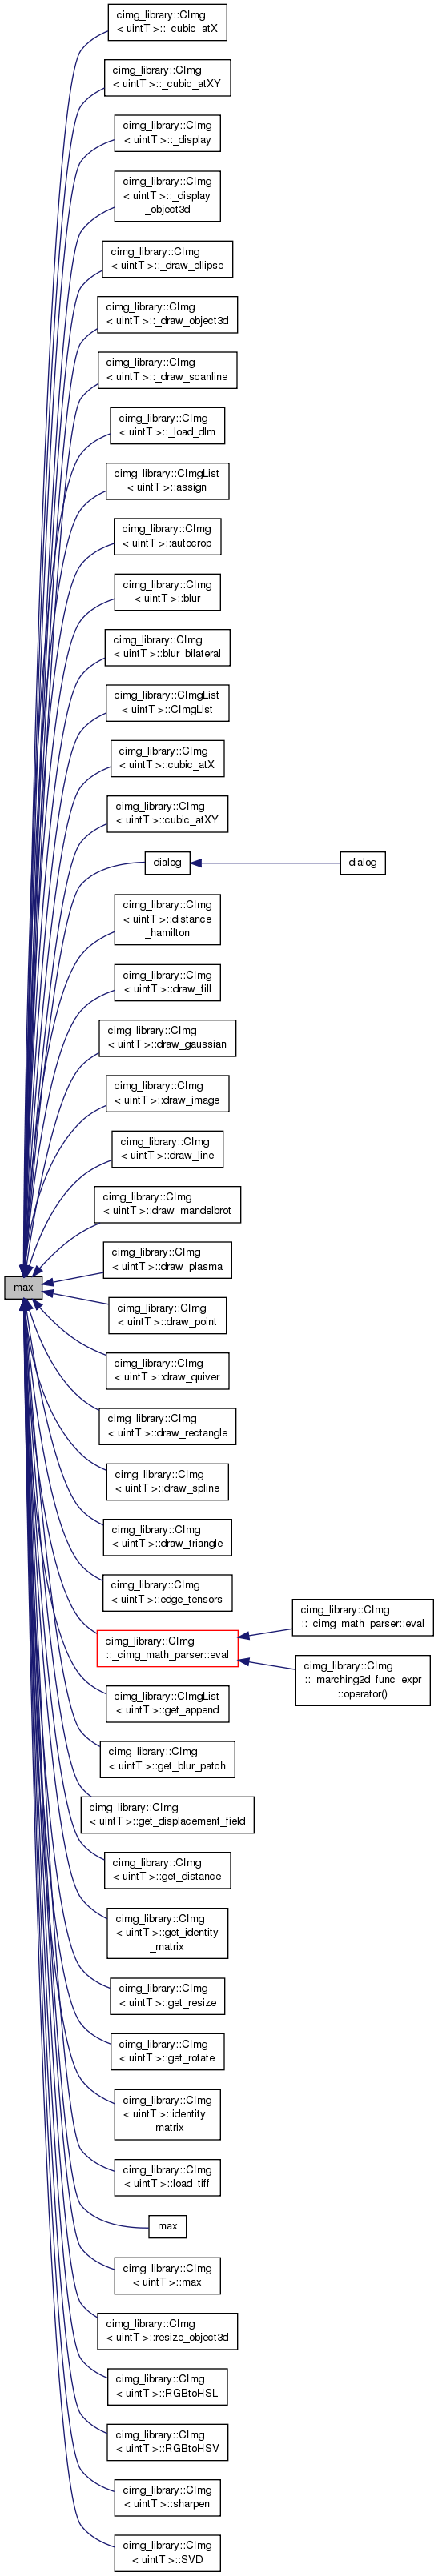 cimg_library::CImg
< uintT >::_cubic_atX
cimg_library::CImg
< uintT >::_cubic_atXY
cimg_library::CImg
< uintT >::_display
cimg_library::CImg
< uintT >::_display
_object3d
cimg_library::CImg
< uintT >::_draw_ellipse
cimg_library::CImg
< uintT >::_draw_object3d
cimg_library::CImg
< uintT >::_draw_scanline
cimg_library::CImg
< uintT >::_load_dlm
cimg_library::CImgList
< uintT >::assign
cimg_library::CImg
< uintT >::autocrop
cimg_library::CImg
< uintT >::blur
cimg_library::CImg
< uintT >::blur_bilateral
cimg_library::CImgList
< uintT >::CImgList
cimg_library::CImg
< uintT >::cubic_atX
cimg_library::CImg
< uintT >::cubic_atXY
dialog
dialog
cimg_library::CImg
< uintT >::distance
_hamilton
cimg_library::CImg
< uintT >::draw_fill
cimg_library::CImg
< uintT >::draw_gaussian
cimg_library::CImg
< uintT >::draw_image
cimg_library::CImg
< uintT >::draw_line
cimg_library::CImg
< uintT >::draw_mandelbrot
cimg_library::CImg
< uintT >::draw_plasma
max
cimg_library::CImg
< uintT >::draw_point
cimg_library::CImg
< uintT >::draw_quiver
cimg_library::CImg
< uintT >::draw_rectangle
cimg_library::CImg
< uintT >::draw_spline
cimg_library::CImg
< uintT >::draw_triangle
cimg_library::CImg
< uintT >::edge_tensors
cimg_library::CImg
::_cimg_math_parser::eval
cimg_library::CImg
::_cimg_math_parser::eval
cimg_library::CImg
::_marching2d_func_expr
::operator()
cimg_library::CImgList
< uintT >::get_append
cimg_library::CImg
< uintT >::get_blur_patch
cimg_library::CImg
< uintT >::get_displacement_field
cimg_library::CImg
< uintT >::get_distance
cimg_library::CImg
< uintT >::get_identity
_matrix
cimg_library::CImg
< uintT >::get_resize
cimg_library::CImg
< uintT >::get_rotate
cimg_library::CImg
< uintT >::identity
_matrix
cimg_library::CImg
< uintT >::load_tiff
max
cimg_library::CImg
< uintT >::max
cimg_library::CImg
< uintT >::resize_object3d
cimg_library::CImg
< uintT >::RGBtoHSL
cimg_library::CImg
< uintT >::RGBtoHSV
cimg_library::CImg
< uintT >::sharpen
cimg_library::CImg
< uintT >::SVD